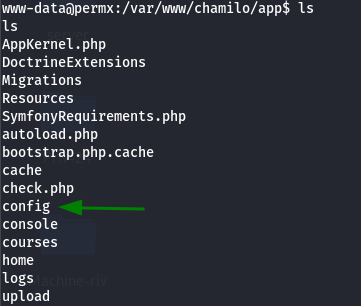 www-data@permx:/var/www/chamilo/app$ ls
ls
AppKernel.php
DoctrineExtensions
Migrations
Resources
SymfonyRequirements.php
autoload.php
bootstrap.php.cache
cache
check.php
config
console
courses
home
logs
upload